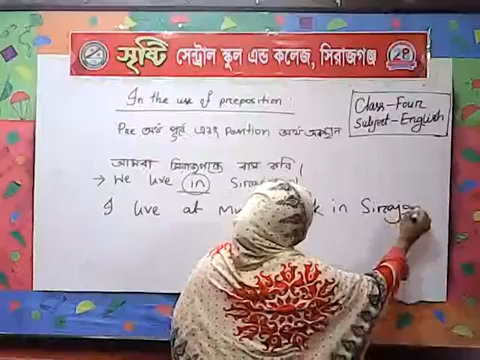 সৃষ্টি সেন্ট্রাল স্কুল এন্ড কলেজ, সিরাজগঞ্জ
In the use of preposition:
Class-Four
Subject-English
Pre অর্থ পূর্বে এবং Position অর্থ অবস্থান
আমরা সিরাজগঞ্জে বাস করি।
→ We live in
I live at in Siraj